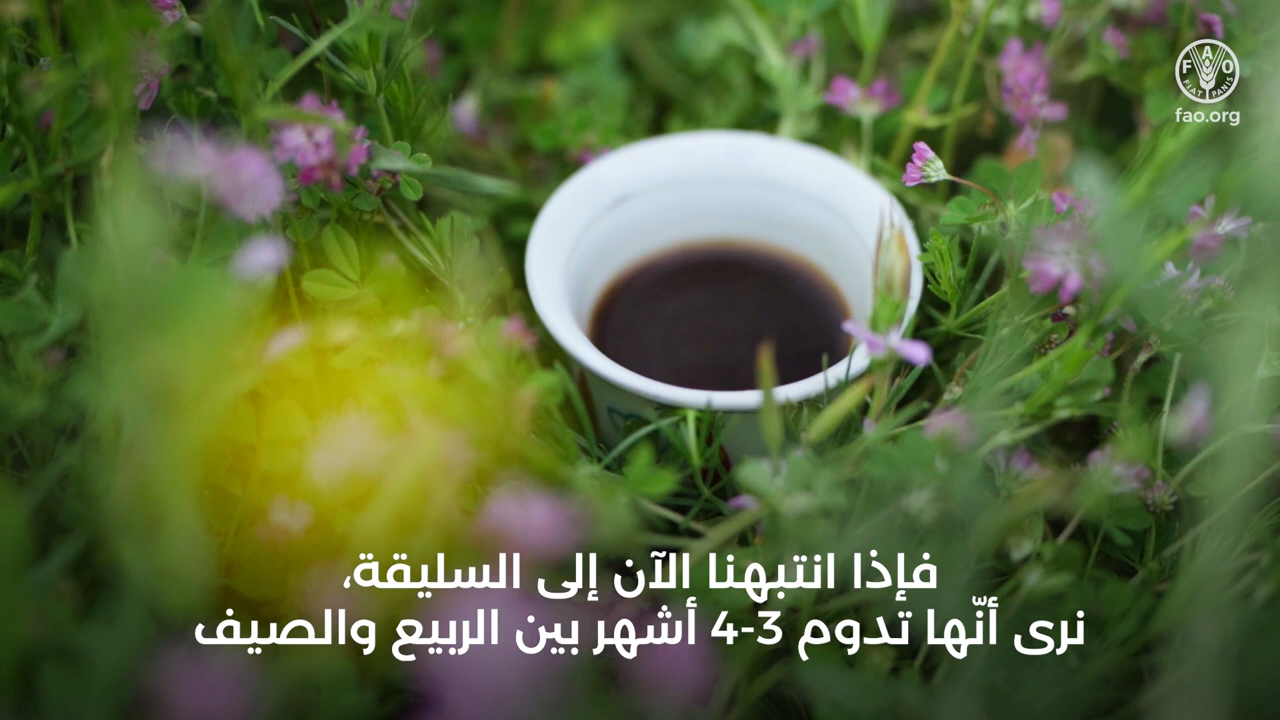 FAO
FIAT PANIS
fao.org
فإذا انتبهنا الآن إلى السليقة،
نرى أنّها تدوم 3-4 أشهر بين الربيع والصيف